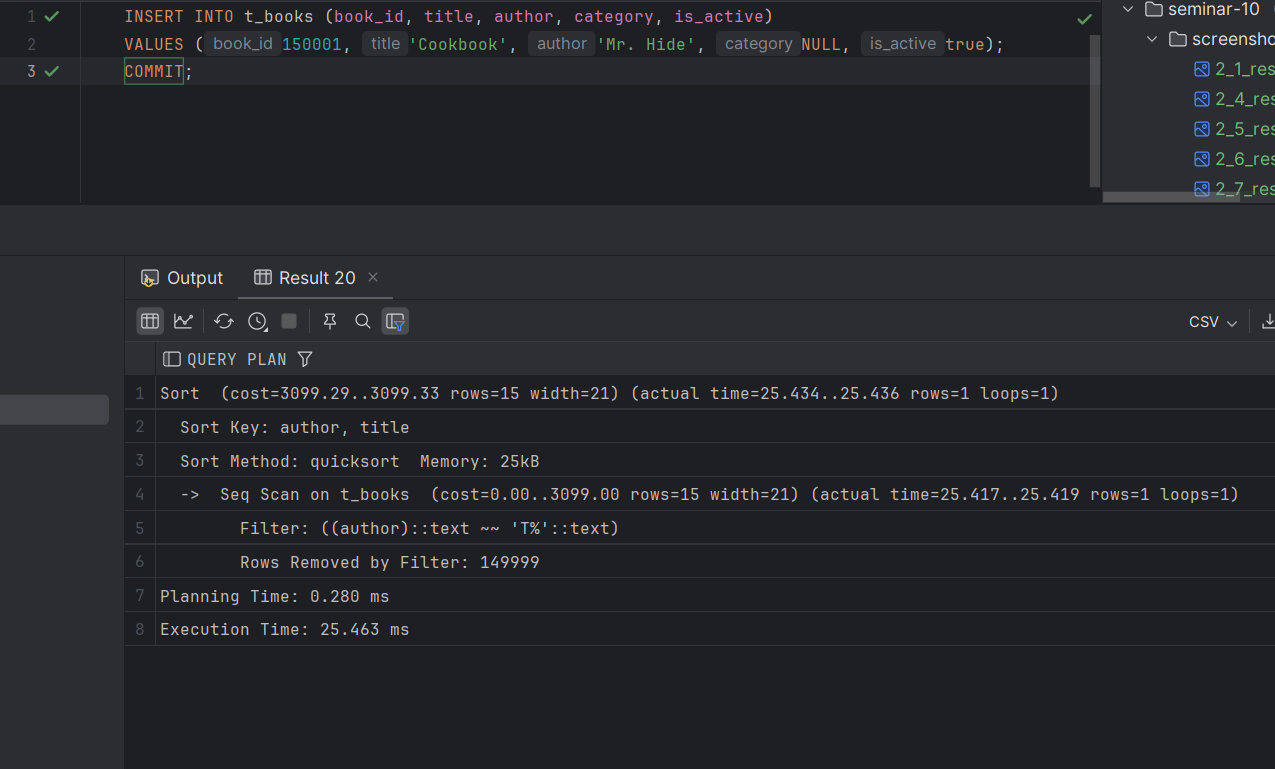 1 INSERT INTO t_books (book_id, title, author, category, is_active)
2 VALUES ( book_id 150001, title 'Cookbook', author 'Mr. Hide', category NULL, is_active true);
3 COMMIT;
seminar-10
screensho
2_1_res
2_4_res
2_5_res
2_6_res
2_7_res
Output Result 20
CSV
QUERY PLAN
1 Sort  (cost=3099.29..3099.33 rows=15 width=21) (actual time=25.434..25.436 rows=1 loops=1)
2 Sort Key: author, title
3 Sort Method: quicksort  Memory: 25kB
4 ->  Seq Scan on t_books  (cost=0.00..3099.00 rows=15 width=21) (actual time=25.417..25.419 rows=1 loops=1)
5 Filter: ((author)::text ~~ 'T%'::text)
6 Rows Removed by Filter: 149999
7 Planning Time: 0.280 ms
8 Execution Time: 25.463 ms